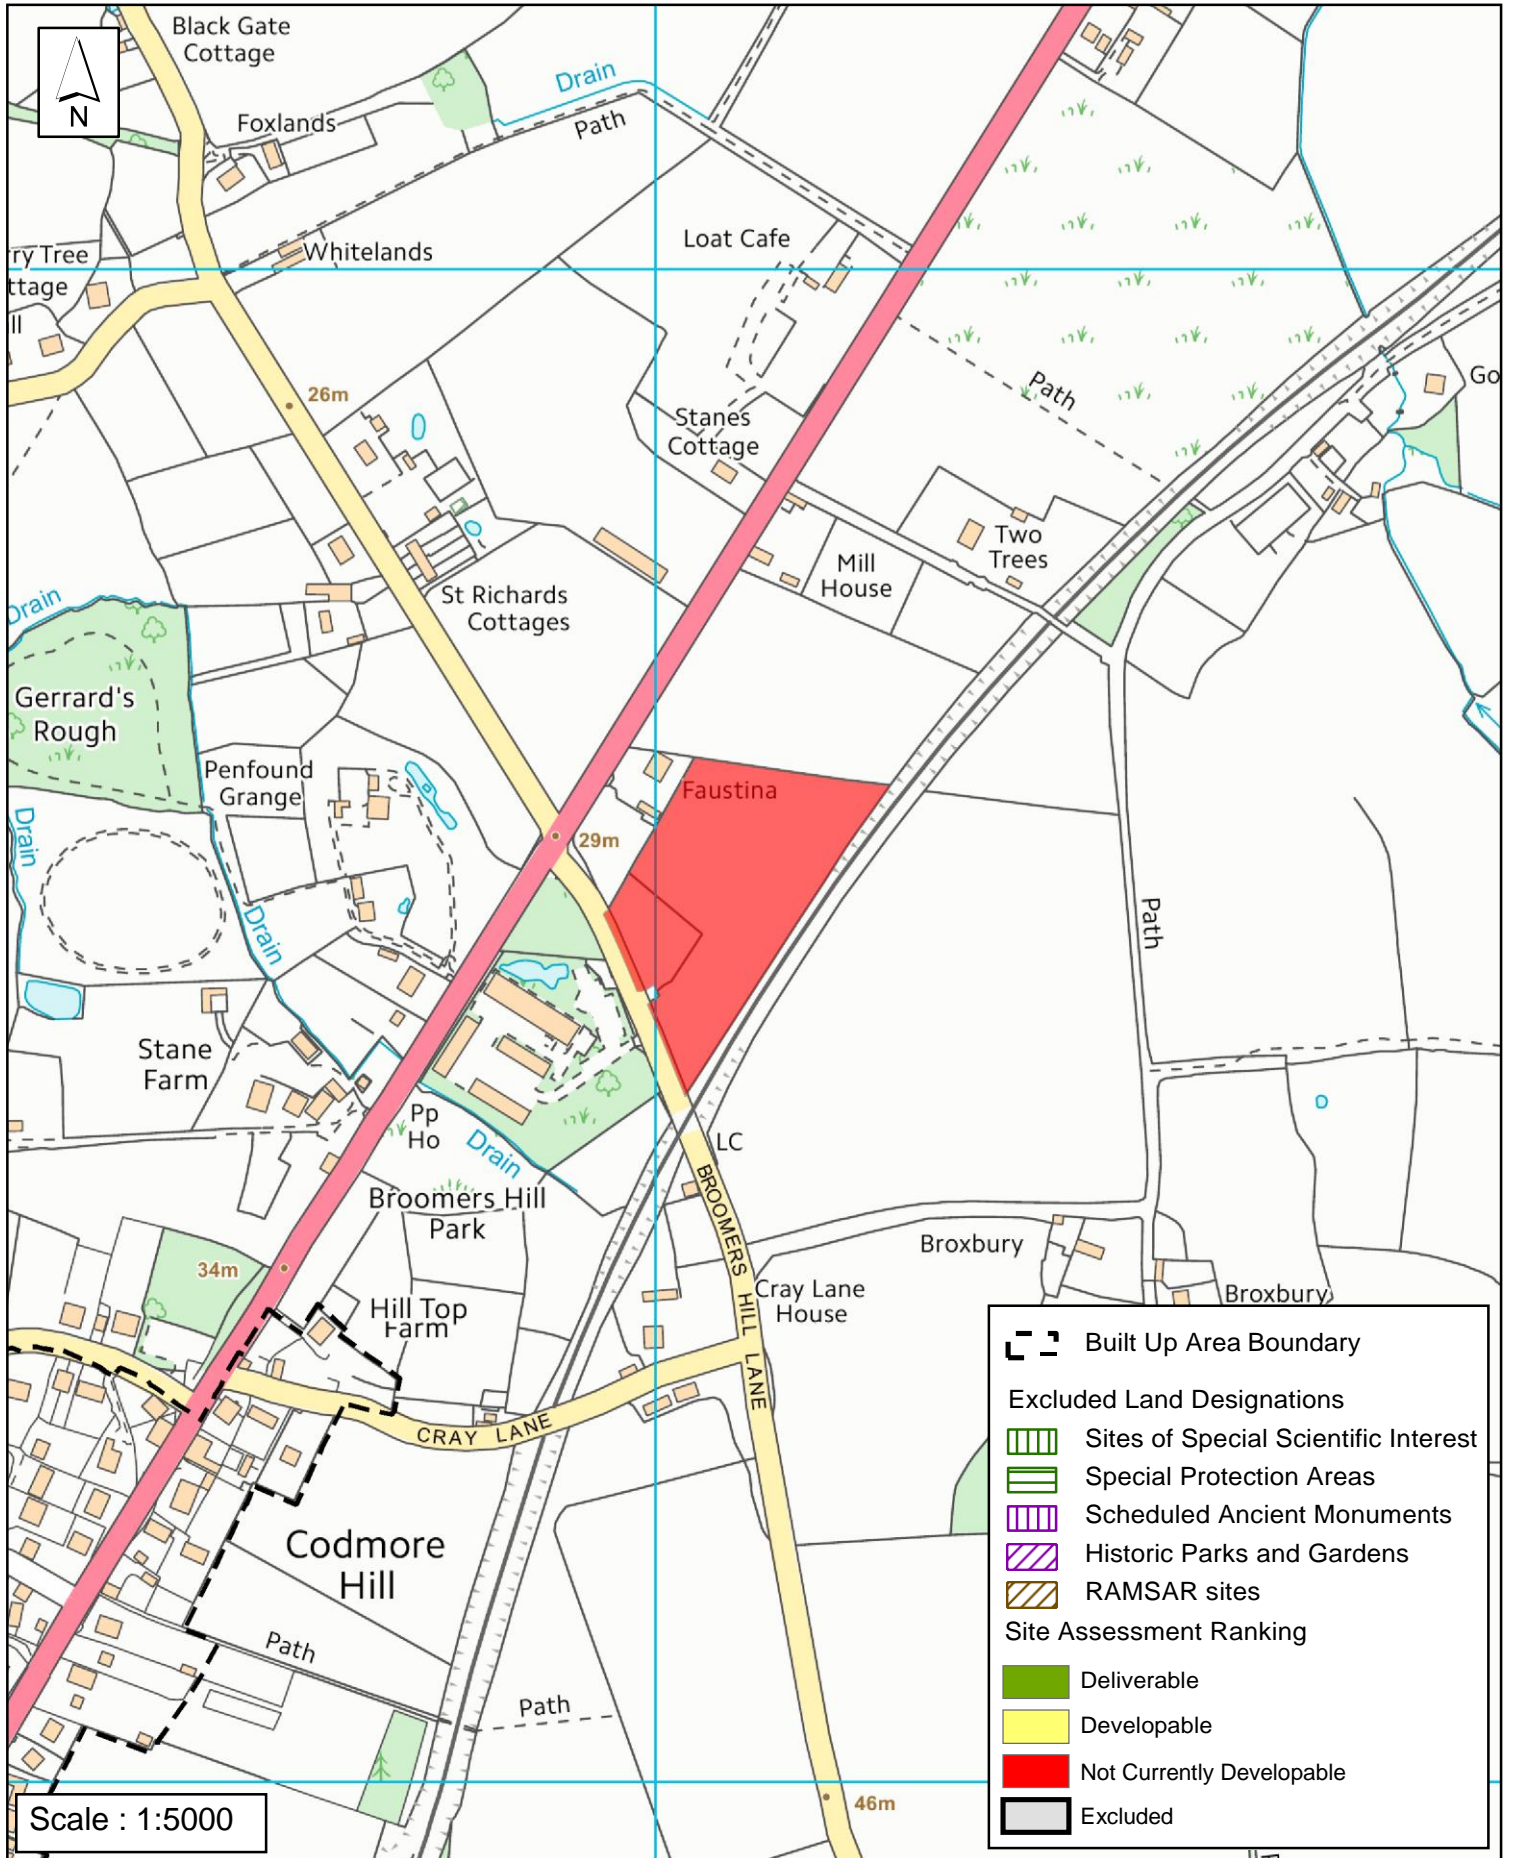 Black Gate
Cottage
N
Foxlands
Drain
Path
rry Tree
ttage
ll
Whitelands
Loat Cafe
26m
Path
Go
Stanes
Cottage
Two
Trees
Mill
House
St Richards
Cottages
Drain
Gerrard's
Rough
Penfound
Grange
Faustina
29m
Drain
Drain
Path
Stane
Farm
Pp
Ho
Drain
LC
Broomers Hill
Park
BROOMERS HILL LANE
Broxbury
34m
Cray Lane
House
Broxbury
Hill Top
Farm
CRAY LANE
Codmore
Hill
Path
Path
46m
Scale : 1:5000
Built Up Area Boundary
Excluded Land Designations
Sites of Special Scientific Interest
Special Protection Areas
Scheduled Ancient Monuments
Historic Parks and Gardens
RAMSAR sites
Site Assessment Ranking
Deliverable
Developable
Not Currently Developable
Excluded